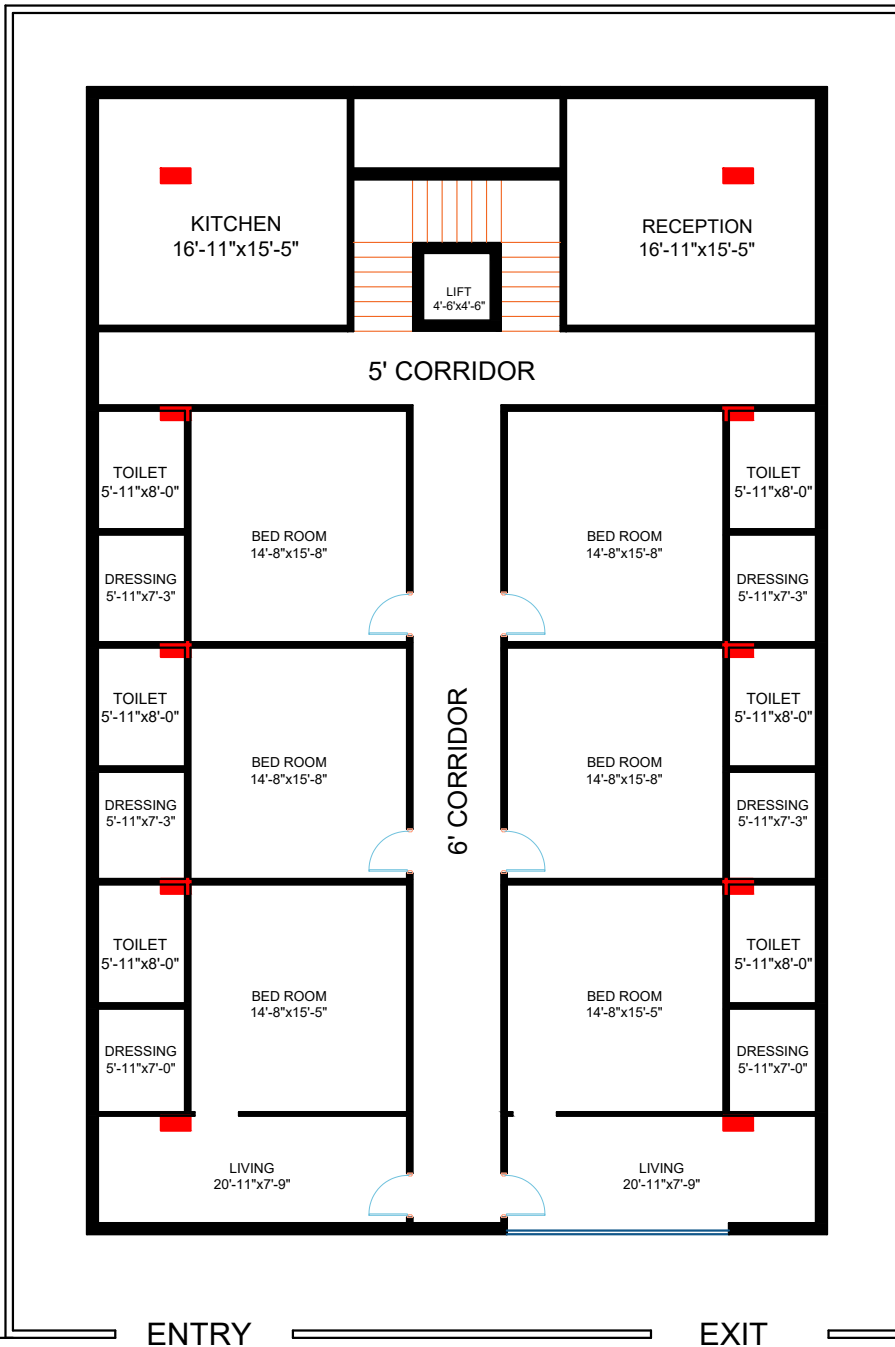 KITCHEN
16'-11"x15'-5"
RECEPTION
16'-11"x15'-5"
LIFT
4'-6'x4'-6"
5' CORRIDOR
TOILET
5'-11"x8'-0"
BED ROOM
14'-8"x15'-8"
BED ROOM
14'-8"x15'-8"
TOILET
5'-11"x8'-0"
DRESSING
5'-11"x7'-3"
DRESSING
5'-11"x7'-3"
TOILET
5'-11"x8'-0"
BED ROOM
14'-8"x15'-8"
6' CORRIDOR
BED ROOM
14'-8"x15'-8"
TOILET
5'-11"x8'-0"
DRESSING
5'-11"x7'-3"
DRESSING
5'-11"x7'-3"
TOILET
5'-11"x8'-0"
BED ROOM
14'-8"x15'-5"
BED ROOM
14'-8"x15'-5"
TOILET
5'-11"x8'-0"
DRESSING
5'-11"x7'-0"
DRESSING
5'-11"x7'-0"
LIVING
20'-11"x7'-9"
LIVING
20'-11"x7'-9"
ENTRY
EXIT